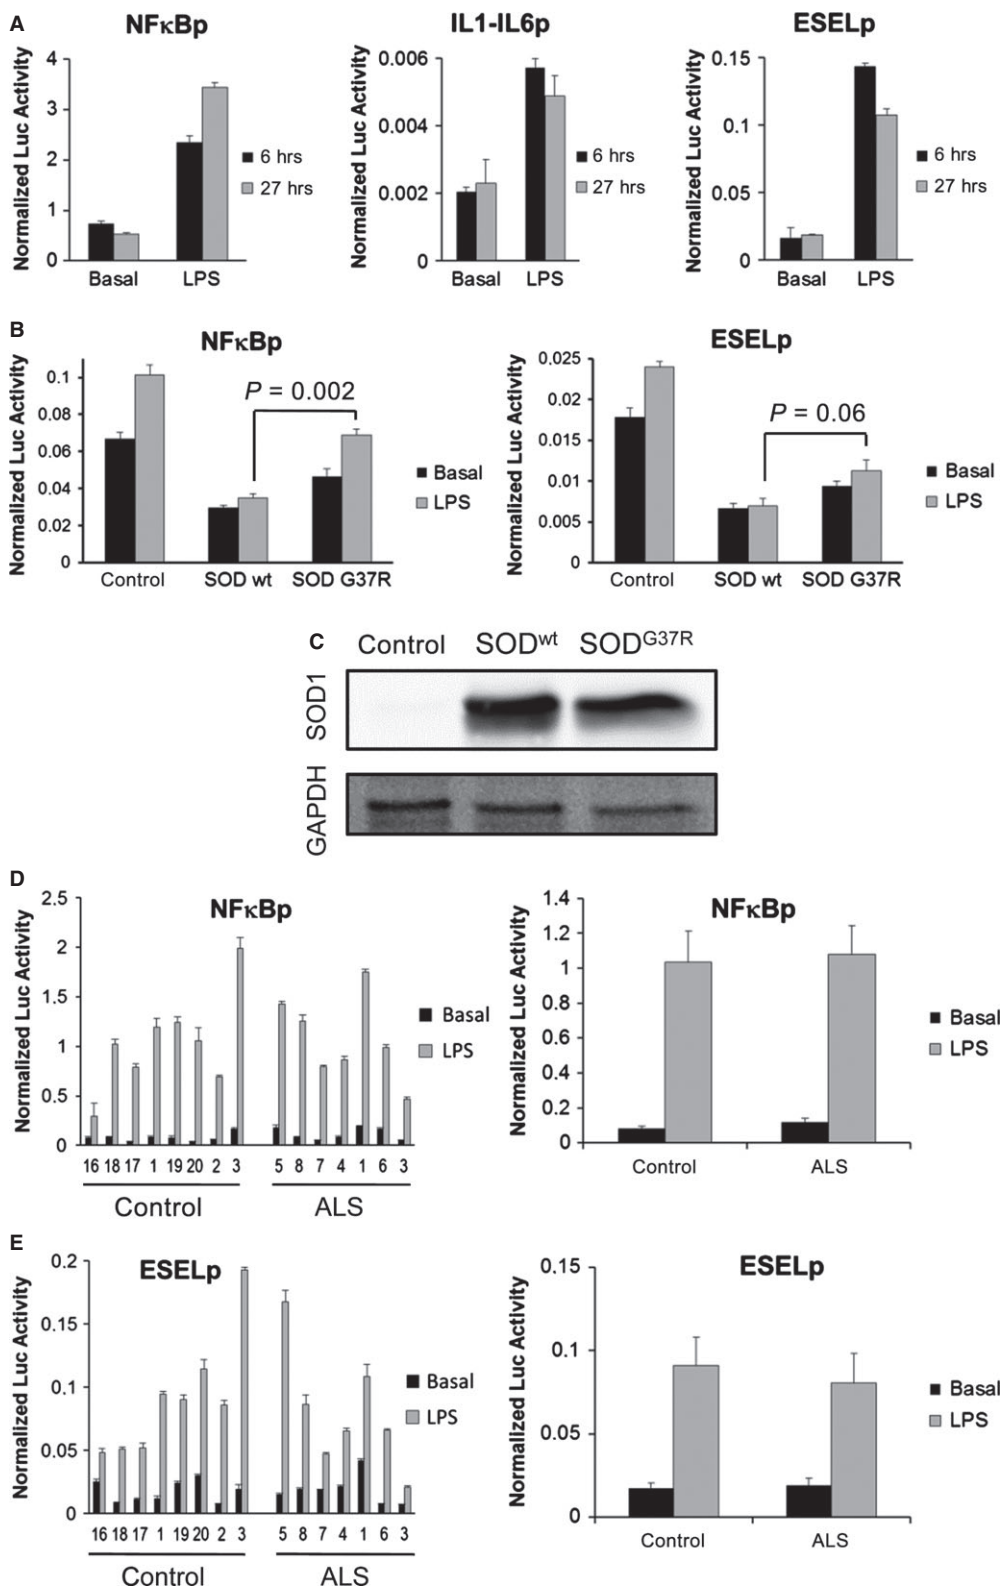 A
NFκBp
Normalized Luc Activity
4
3
2
1
0
Basal
LPS
6 hrs
27 hrs
IL1-IL6p
Normalized Luc Activity
0.006
0.004
0.002
0
Basal
LPS
6 hrs
27 hrs
ESELp
Normalized Luc Activity
0.15
0.1
0.05
0
Basal
LPS
6 hrs
27 hrs
B
NFκBp
Normalized Luc Activity
0.1
0.08
0.06
0.04
0.02
0
P = 0.002
Control
SOD wt
SOD G37R
Basal
LPS
ESELp
Normalized Luc Activity
0.025
0.02
0.015
0.01
0.005
0
P = 0.06
Control
SOD wt
SOD G37R
Basal
LPS
C
Control SODwt SODG37R
SOD1
GAPDH
D
NFκBp
Normalized Luc Activity
2.5
2
1.5
1
0.5
0
16 18 17 1 19 20 2 3 5 8 7 4 1 6 3
Control ALS
Basal
LPS
NFκBp
Normalized Luc Activity
1.4
1.2
1
0.8
0.6
0.4
0.2
0
Control
ALS
Basal
LPS
E
ESELp
Normalized Luc Activity
0.2
0.15
0.1
0.05
0
16 18 17 1 19 20 2 3 5 8 7 4 1 6 3
Control ALS
Basal
LPS
ESELp
Normalized Luc Activity
0.15
0.1
0.05
0
Control
ALS
Basal
LPS